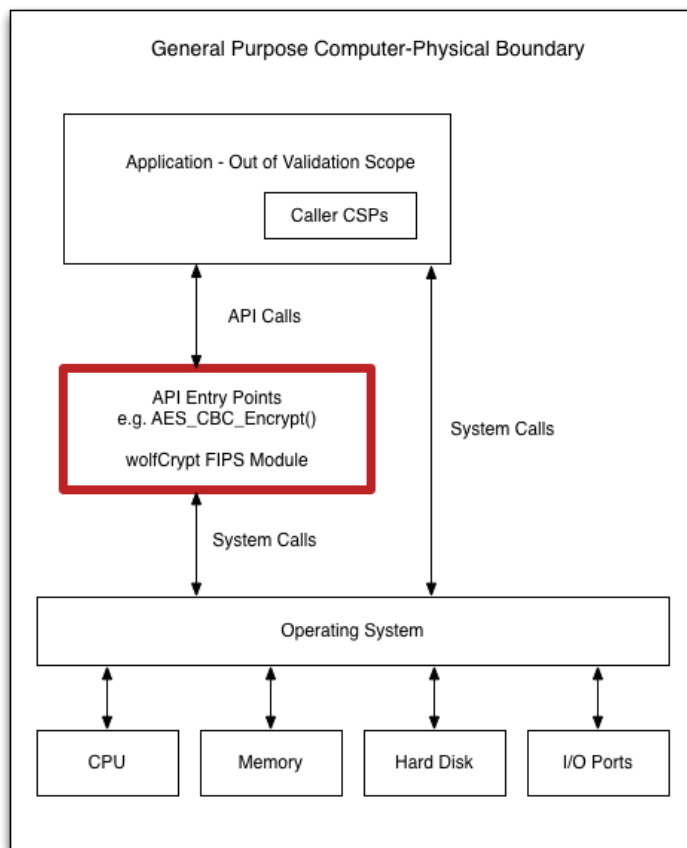 General Purpose Computer-Physical Boundary
Application - Out of Validation Scope
Caller CSPs
API Calls
API Entry Points
e.g. AES_CBC_Encrypt()
wolfCrypt FIPS Module
System Calls
System Calls
Operating System
CPU
Memory
Hard Disk
I/O Ports